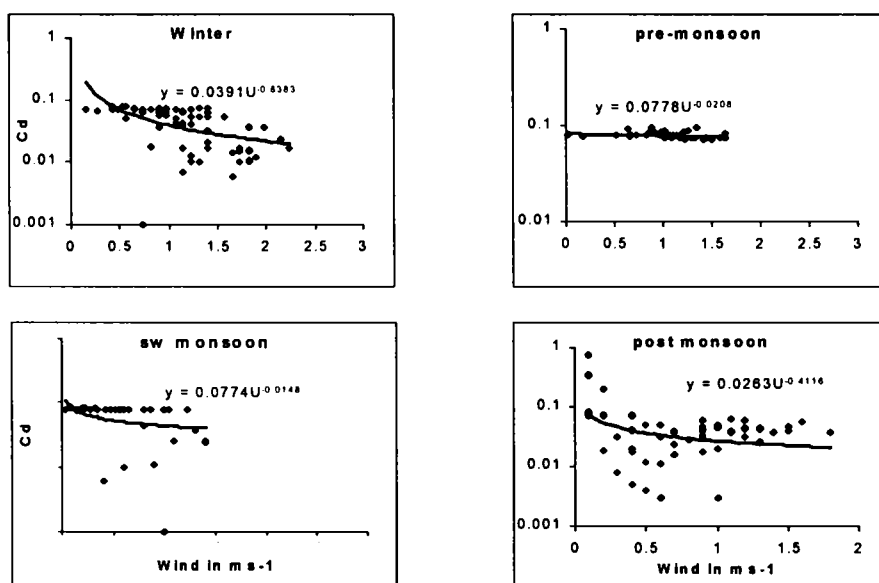 Winter
y = 0.0391U^-0.6383
Cd
1
0.1
0.01
0.001
0 0.5 1 1.5 2 2.5 3
pre-monsoon
y = 0.0778U^-0.0208
1
0.1
0.01
0 0.5 1 1.5 2 2.5 3
sw monsoon
y = 0.0774U^-0.0148
Cd
Wind in ms-1
post monsoon
y = 0.0263U^-0.4116
1
0.1
0.01
0.001
0 0.5 1 1.5 2
Wind in ms-1